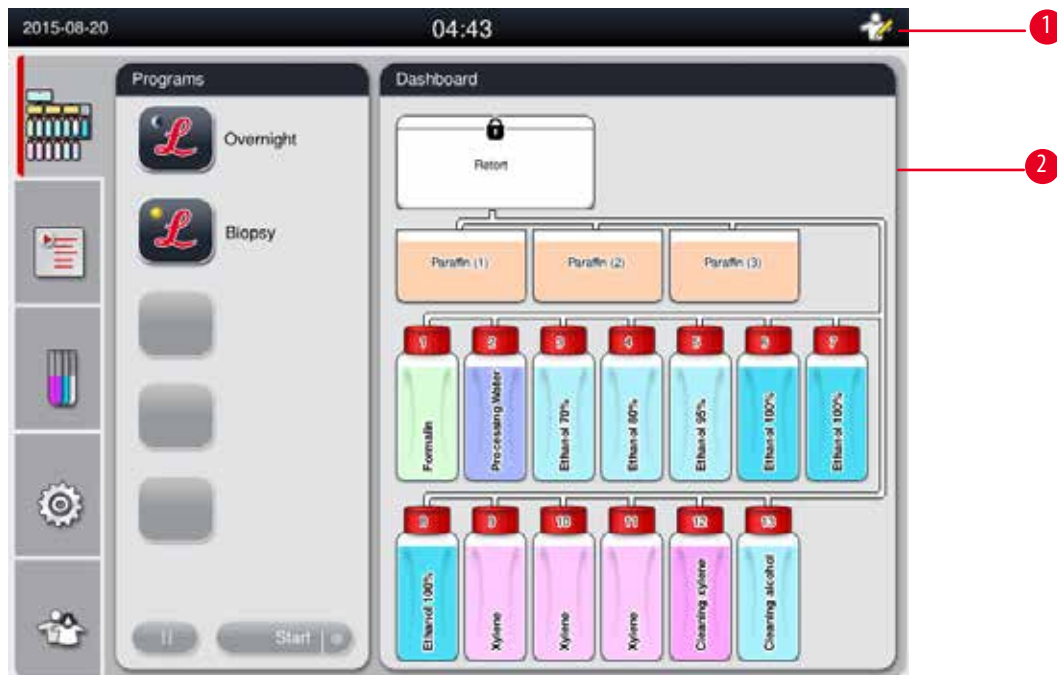 2015-08-20
04:43
1
Programs
Dashboard
L
Overnight
Retort
2
L
Biopsy
Paraffin (1)
Paraffin (2)
Paraffin (3)
1
2
3
4
5
6
7
Formalin
Processing Water
Ethanol 70%
Ethanol 80%
Ethanol 95%
Ethanol 100%
Ethanol 100%
8
9
10
11
12
13
Ethanol 100%
Xylene
Xylene
Xylene
Cleaning xylene
Cleaning alcohol
Start